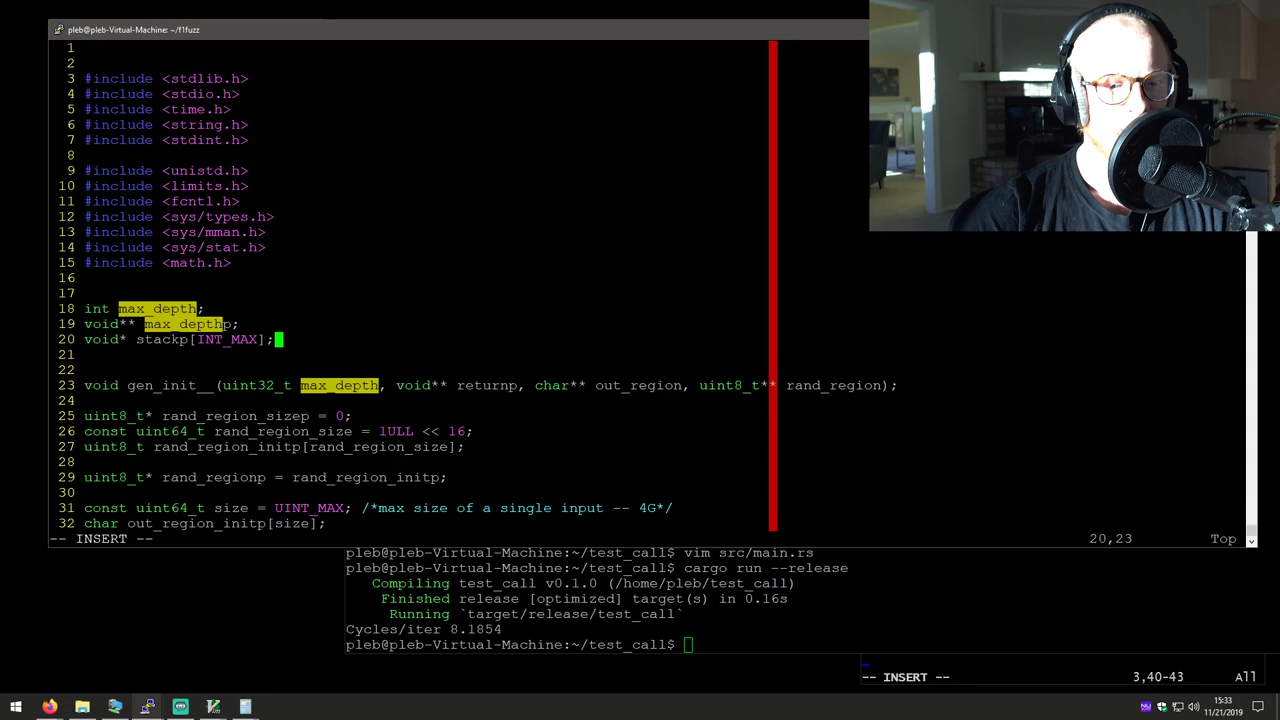 pleb@pleb-Virtual-Machine: ~/f1fuzz
1
2
3 #include <stdlib.h>
4 #include <stdio.h>
5 #include <time.h>
6 #include <string.h>
7 #include <stdint.h>
8
9 #include <unistd.h>
10 #include <limits.h>
11 #include <fcntl.h>
12 #include <sys/types.h>
13 #include <sys/mman.h>
14 #include <sys/stat.h>
15 #include <math.h>
16
17
18 int max_depth;
19 void** max_depthp;
20 void* stackp[INT_MAX];
21
22
23 void gen_init__(uint32_t max_depth, void** returnp, char** out_region, uint8_t** rand_region);
24
25 uint8_t* rand_region_sizep = 0;
26 const uint64_t rand_region_size = 1ULL << 16;
27 uint8_t rand_region_initp[rand_region_size];
28
29 uint8_t* rand_regionp = rand_region_initp;
30
31 const uint64_t size = UINT_MAX; /*max size of a single input -- 4G*/
32 char out_region_initp[size];
-- INSERT -- 20,23 Top
pleb@pleb-Virtual-Machine:~/test_call$ vim src/main.rs
pleb@pleb-Virtual-Machine:~/test_call$ cargo run --release
Compiling test_call v0.1.0 (/home/pleb/test_call)
Finished release [optimized] target(s) in 0.16s
Running `target/release/test_call`
Cycles/iter 8.1854
pleb@pleb-Virtual-Machine:~/test_call$
-- INSERT -- 3,40-43 All
15:33
11/21/2019